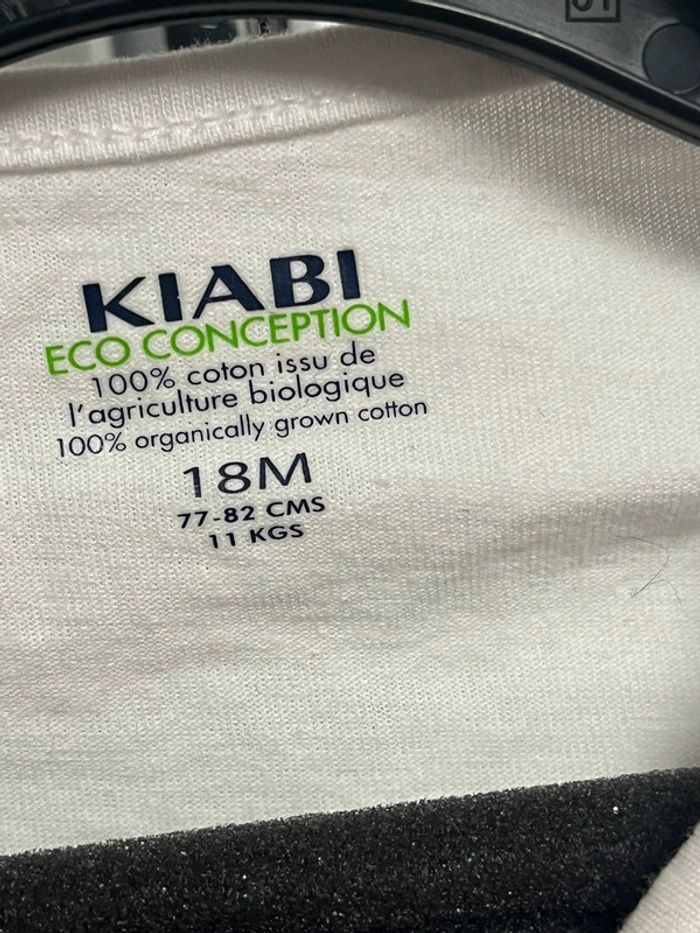 KIABI
ECO CONCEPTION
100% coton issu de
l'agriculture biologique
100% organically grown cotton
18M
77-82 CMS
11 KGS